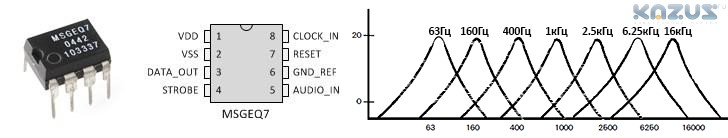 MSGEQ7
0442
103337
VDD 1 8 CLOCK_IN
VSS 2 7 RESET
DATA_OUT 3 6 GND_REF
STROBE 4 5 AUDIO_IN
MSGEQ7
KAZUS
20
0
63Гц 160Гц 400Гц 1кГц 2.5кГц 6.25кГц 16кГц
63 160 400 1000 2600 6250 16000